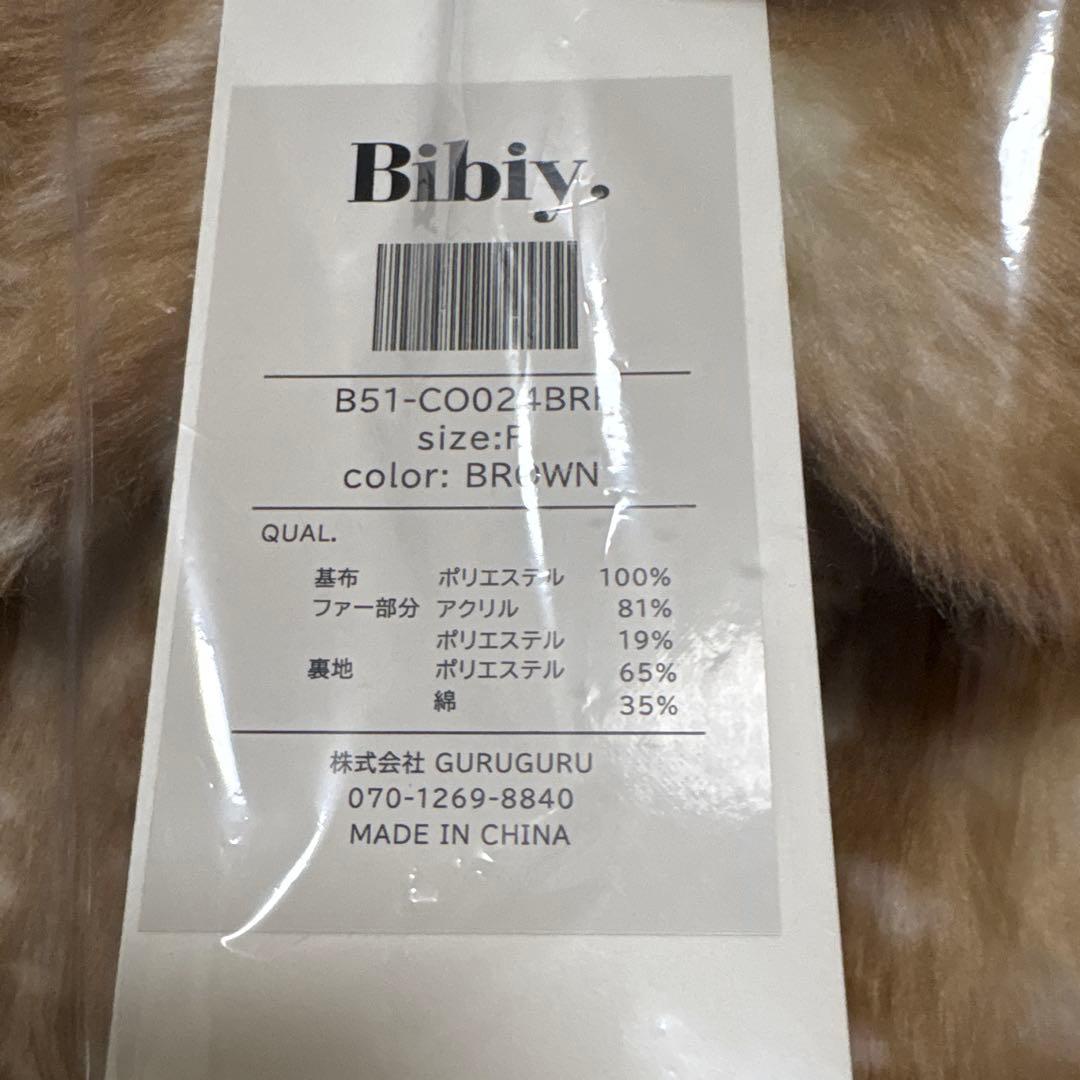 Bibiy.
B51-CO024BRF
size:F
color: BROWN
QUAL.
基布 ポリエステル 100%
ファー部分 アクリル 81%
ポリエステル 19%
裏地 ポリエステル 65%
綿 35%
株式会社 GURUGURU
070-1269-8840
MADE IN CHINA